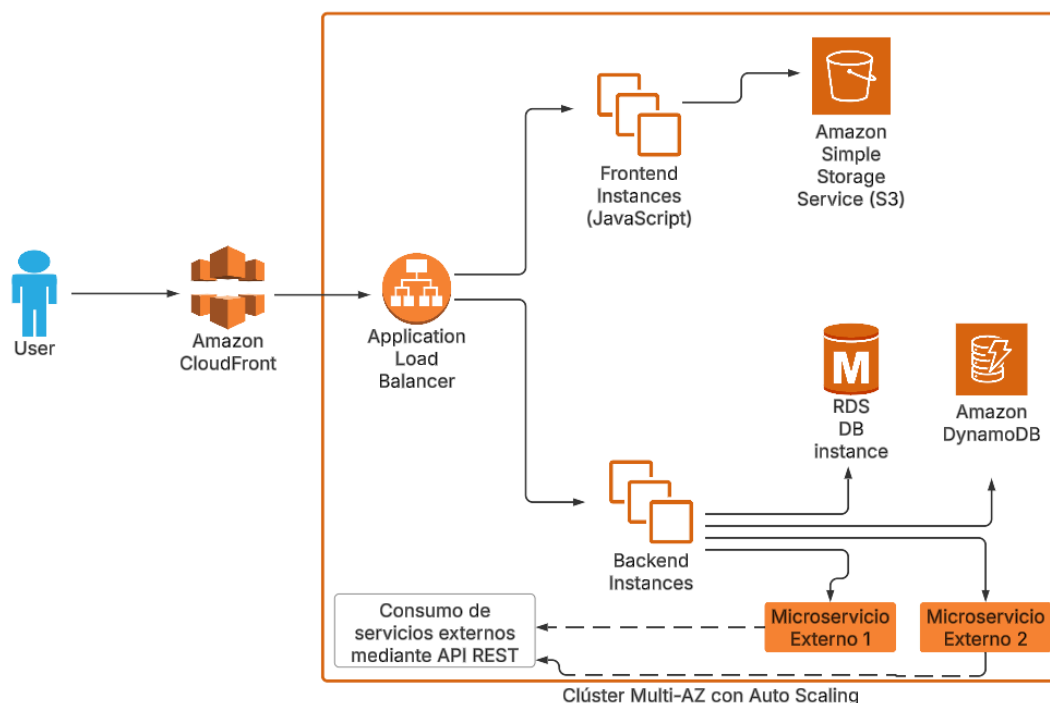 Amazon
Simple
Storage
Service (S3)
Frontend
Instances
(JavaScript)
User
Amazon
CloudFront
Application
Load
Balancer
M
RDS
DB
instance
Amazon
DynamoDB
Backend
Instances
Consumo de
servicios externos
mediante API REST
Microservicio
Externo 1
Microservicio
Externo 2
Clúster Multi-AZ con Auto Scaling